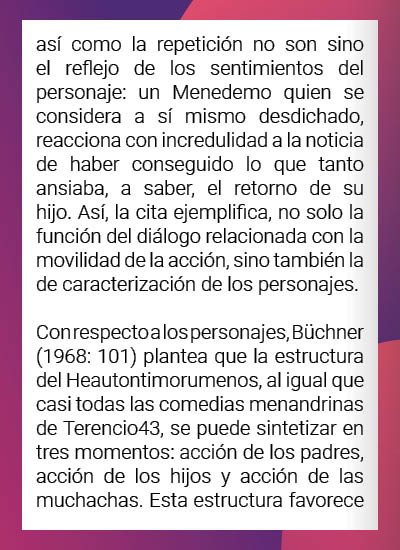 así como la repetición no son sino
el reflejo de los sentimientos del
personaje: un Menedemo quien se
considera a sí mismo desdichado,
reacciona con incredulidad a la noticia
de haber conseguido lo que tanto
ansiaba, a saber, el retorno de su
hijo. Así, la cita ejemplifica, no solo la
función del diálogo relacionada con la
movilidad de la acción, sino también la
de caracterización de los personajes.

Con respecto a los personajes, Büchner
(1968: 101) plantea que la estructura
del Heautontimorumenos, al igual que
casi todas las comedias menandrinas
de Terencio43, se puede sintetizar en
tres momentos: acción de los padres,
acción de los hijos y acción de las
muchachas. Esta estructura favorece